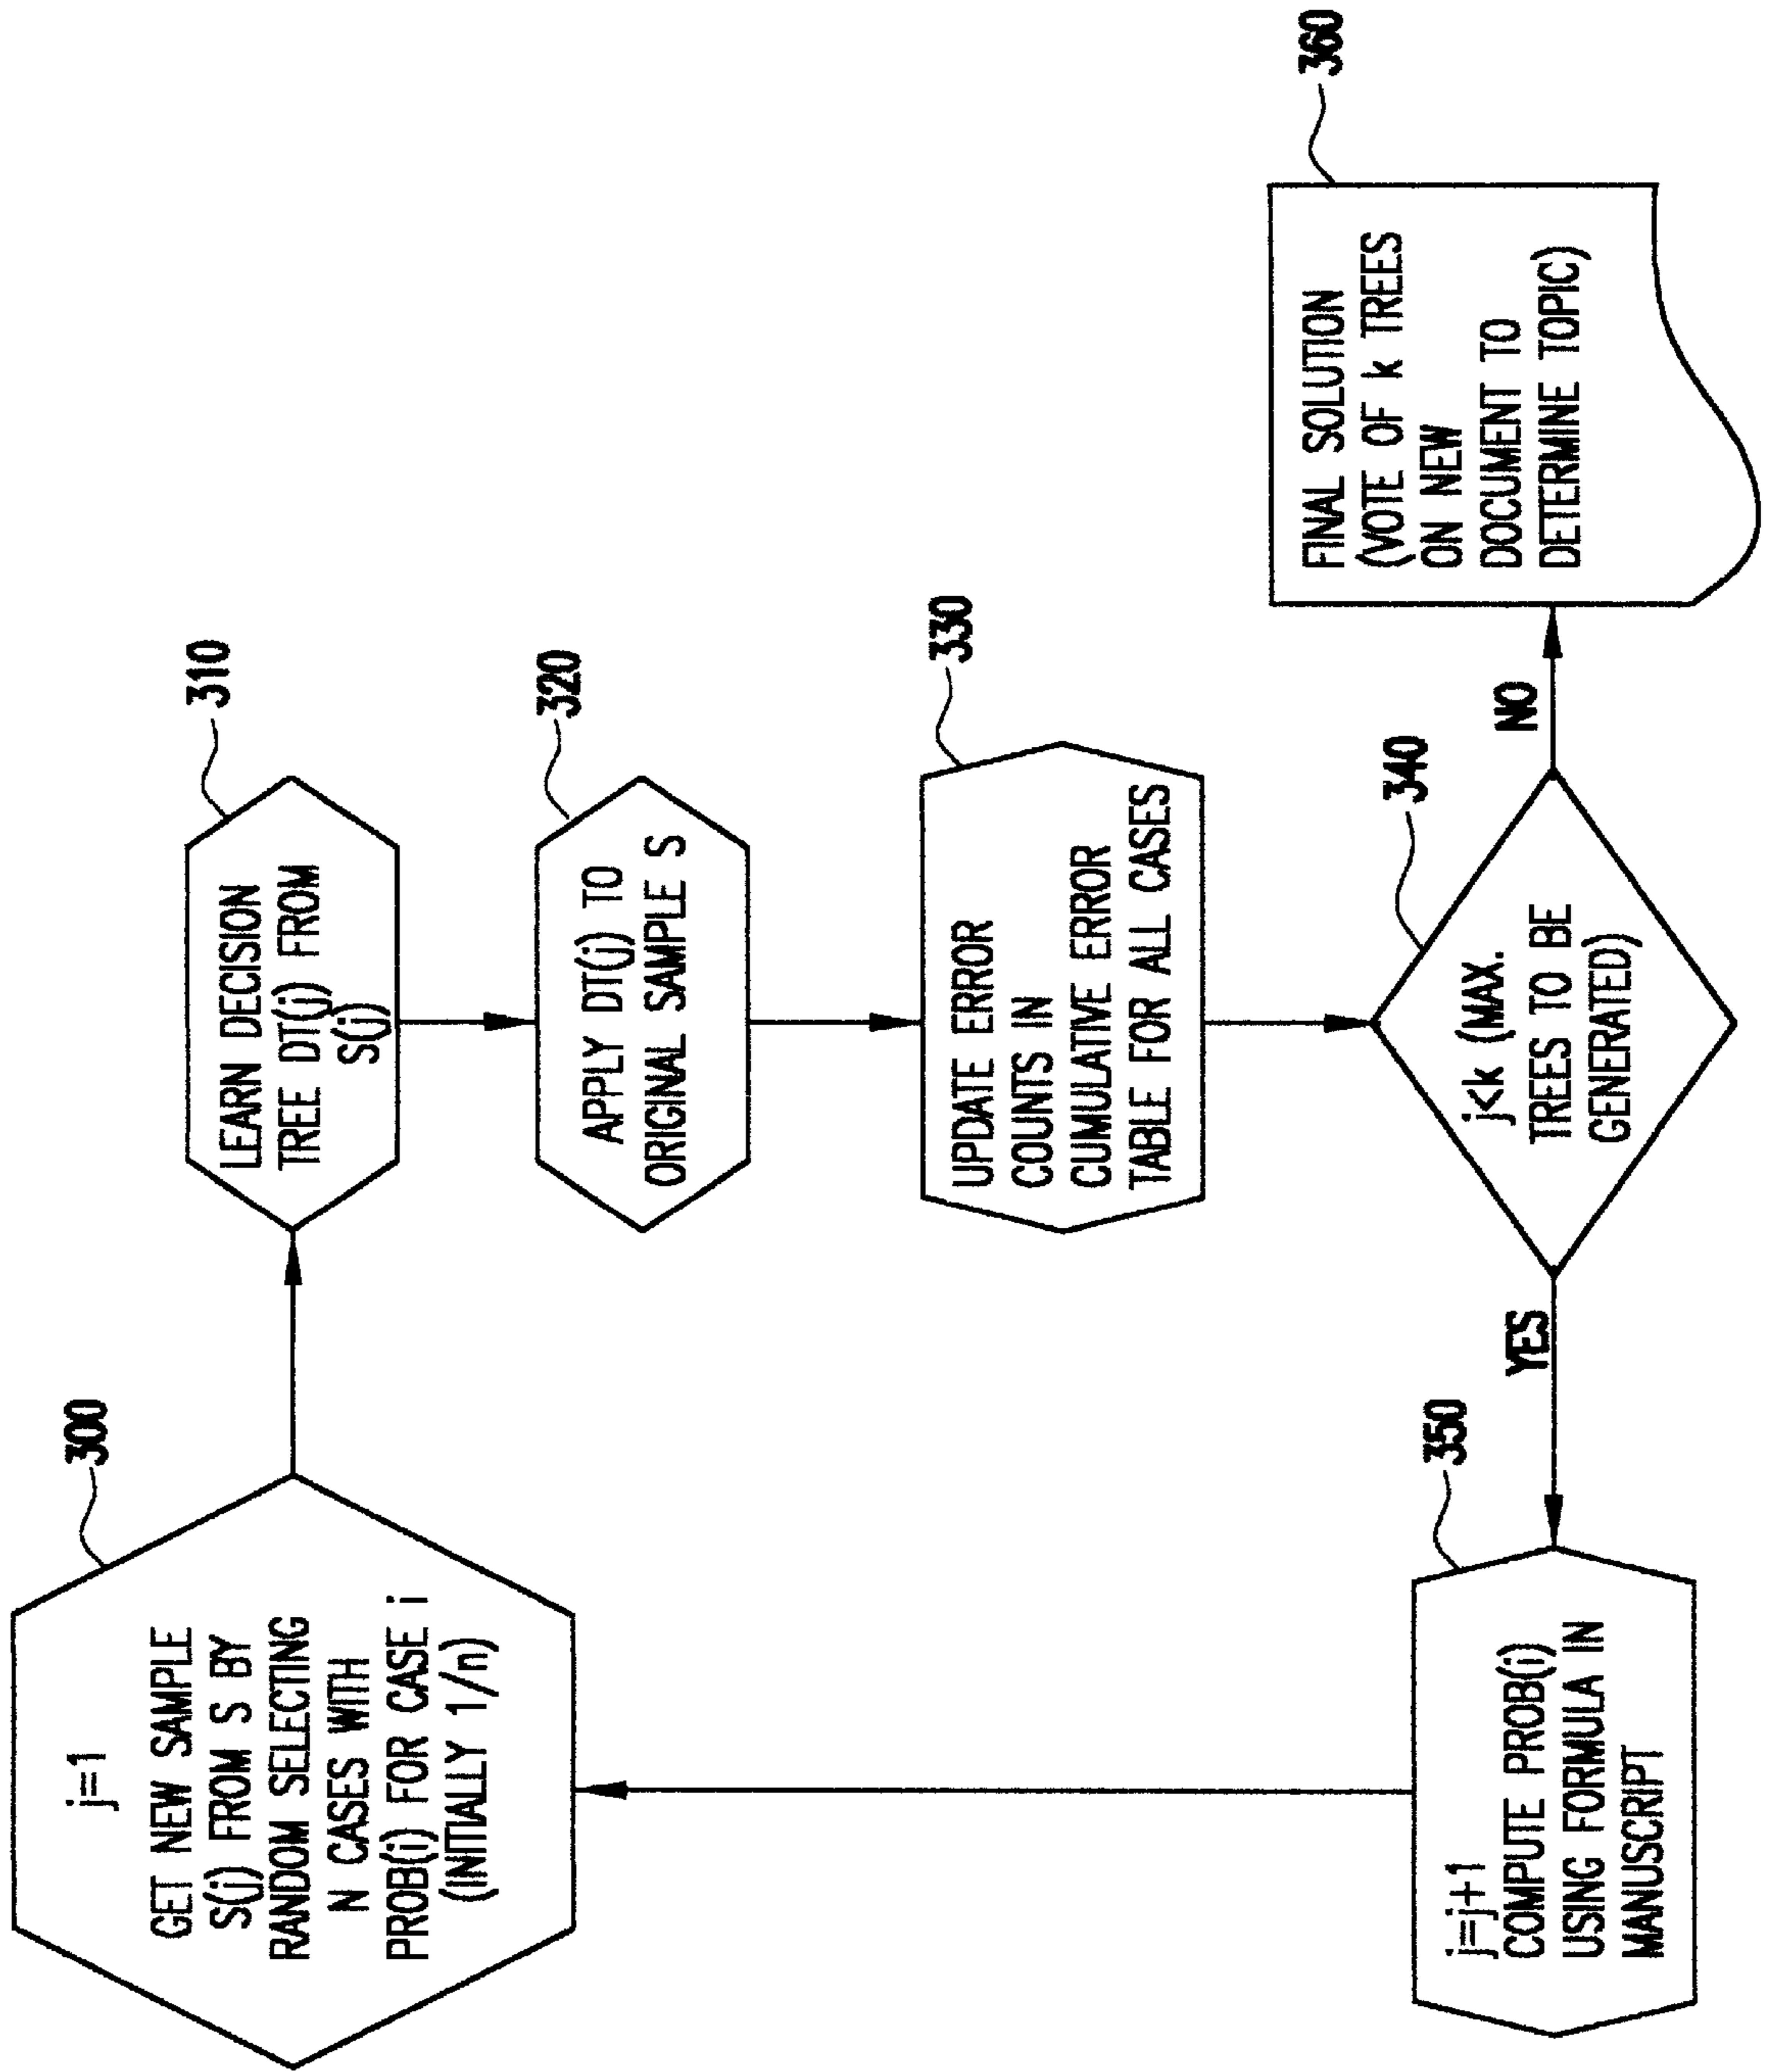 300
j=1
GET NEW SAMPLE
S(j) FROM S BY
RANDOM SELECTING
N CASES WITH
PROB(i) FOR CASE i
(INITIALLY 1/n)
310
LEARN DECISION
TREE DT(j) FROM
S(j)
320
APPLY DT(j) TO
ORIGINAL SAMPLE S
330
UPDATE ERROR
COUNTS IN
CUMULATIVE ERROR
TABLE FOR ALL CASES
340
j<k (MAX.
TREES TO BE
GENERATED)
YES
NO
350
j=j+1
COMPUTE PROB(i)
USING FORMULA IN
MANUSCRIPT
360
FINAL SOLUTION
(VOTE OF k TREES
ON NEW
DOCUMENT TO
DETERMINE TOPIC)